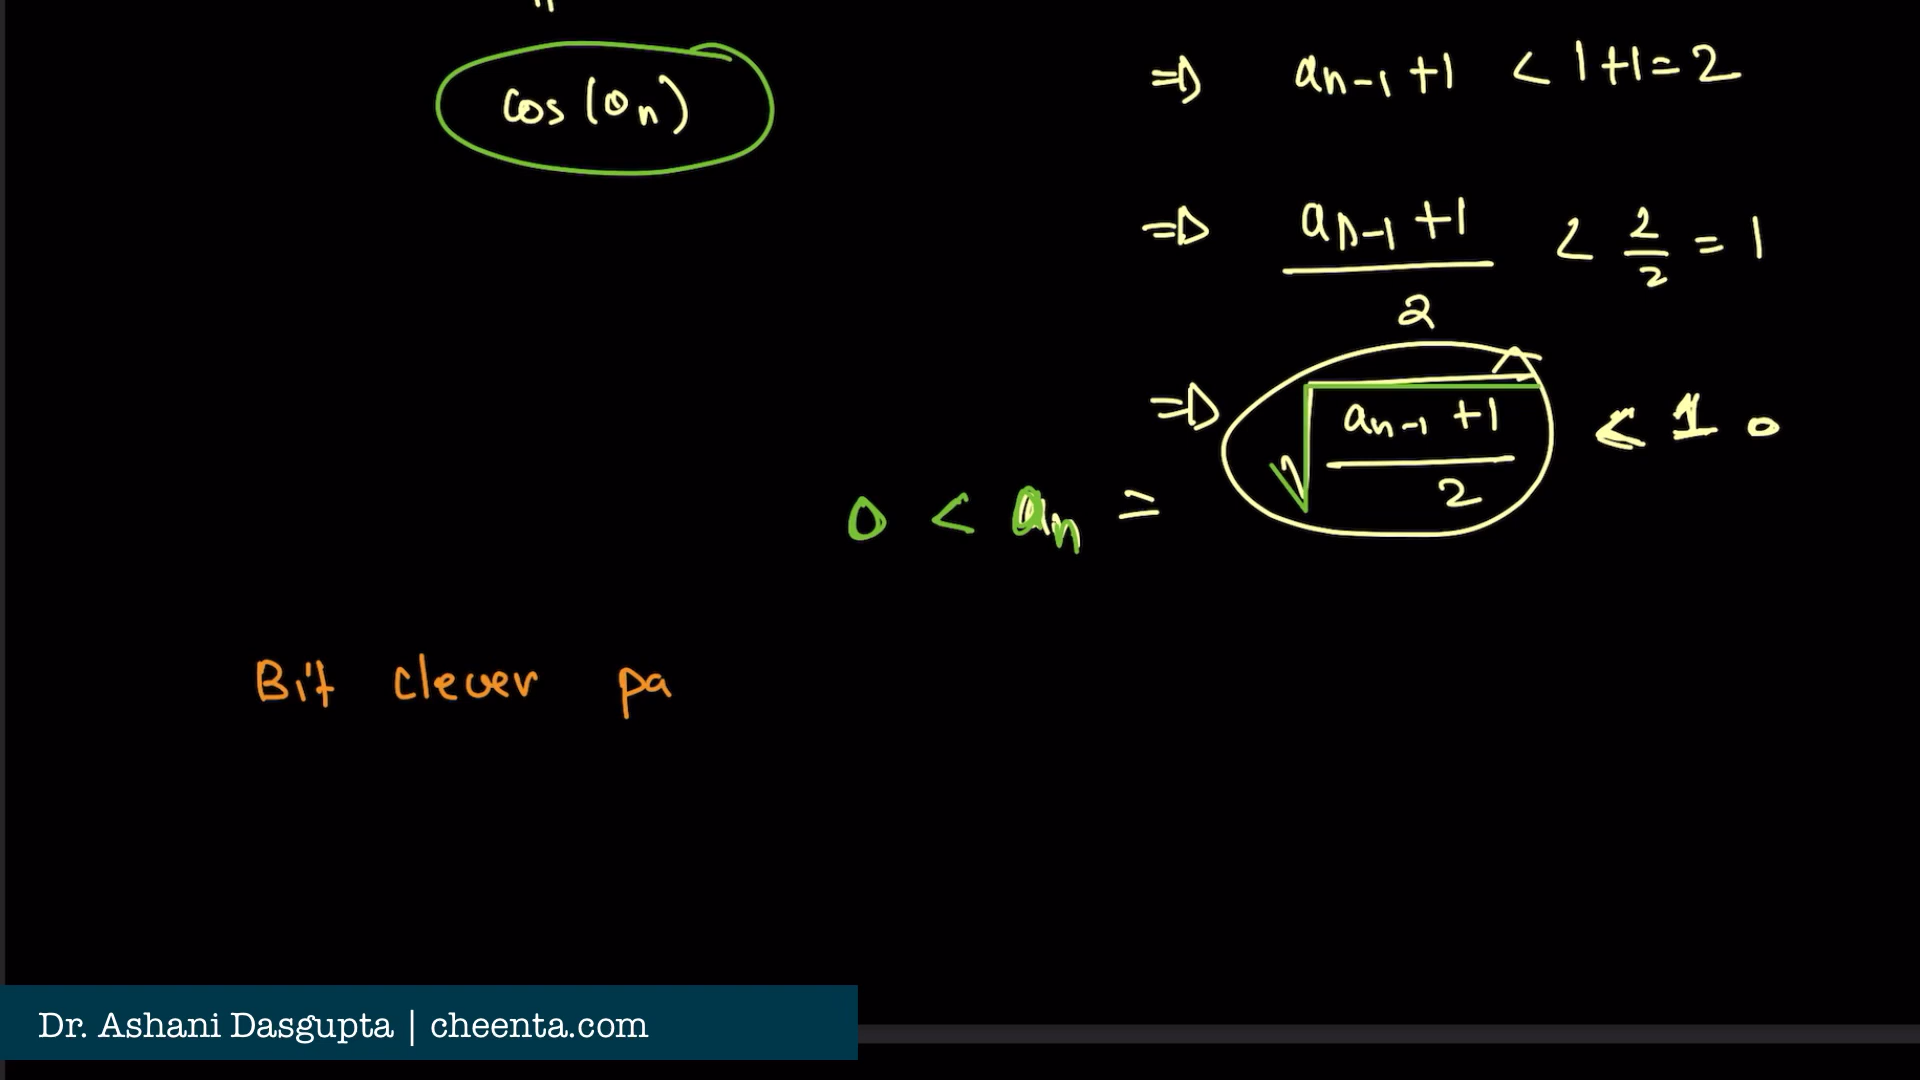 cos (θn)
=> an-1 +1 < 1+1=2
=> an-1 +1 / 2 < 2/2 = 1
=> √ an-1 +1 / 2 < 1 .
0 < an =
Bit clever pa
Dr. Ashani Dasgupta | cheenta.com